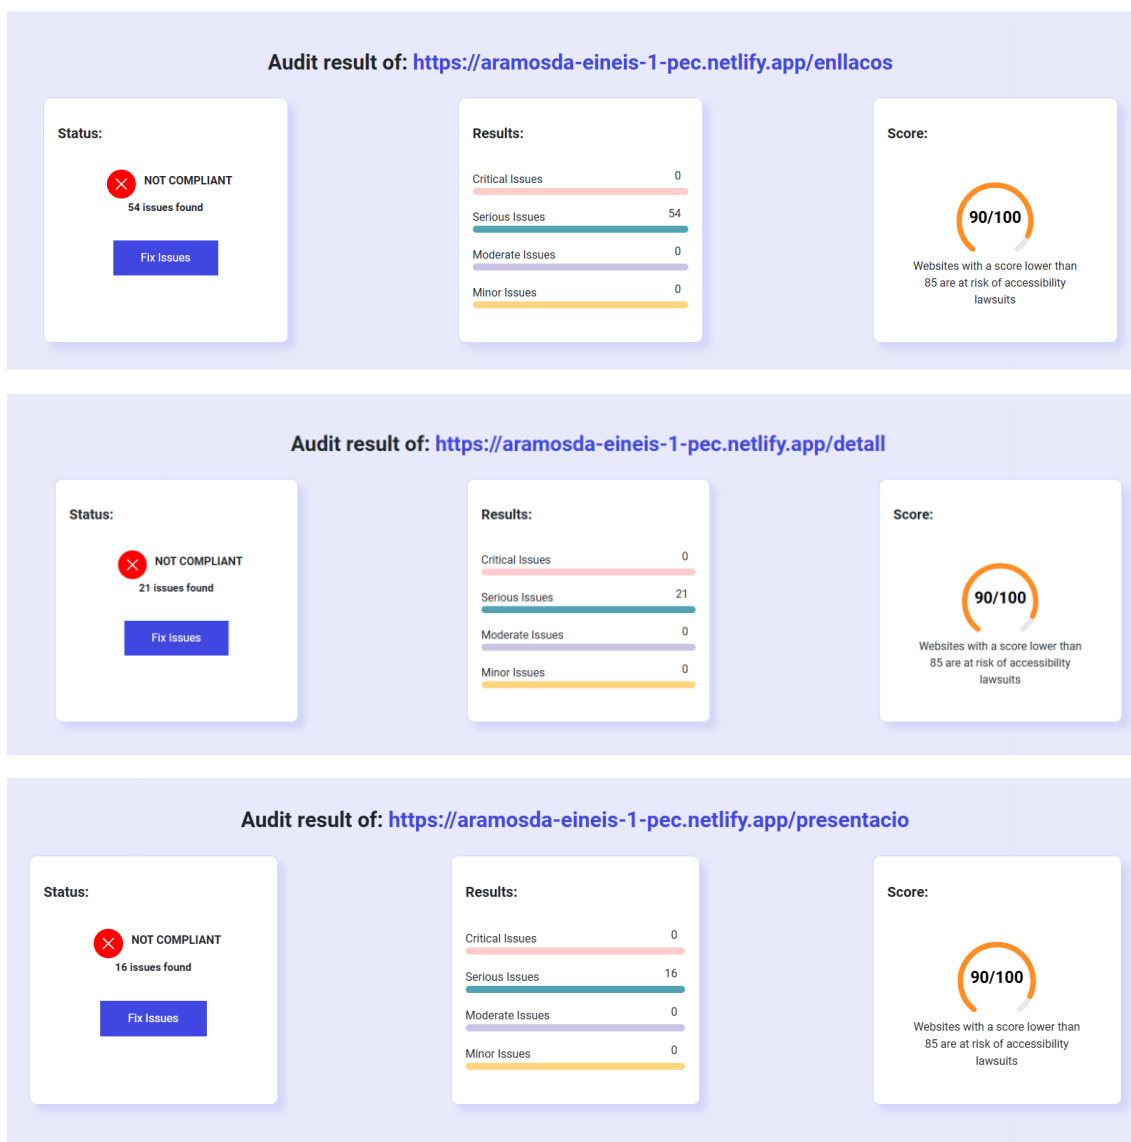 Audit result of: https://aramosda-eineis-1-pec.netlify.app/enllacos
Status:
NOT COMPLIANT
54 issues found
Fix Issues
Results:
Critical Issues 0
Serious Issues 54
Moderate Issues 0
Minor Issues 0
Score:
90/100
Websites with a score lower than
85 are at risk of accessibility
lawsuits
Audit result of: https://aramosda-eineis-1-pec.netlify.app/detall
Status:
NOT COMPLIANT
21 issues found
Fix Issues
Results:
Critical Issues 0
Serious Issues 21
Moderate Issues 0
Minor Issues 0
Score:
90/100
Websites with a score lower than
85 are at risk of accessibility
lawsuits
Audit result of: https://aramosda-eineis-1-pec.netlify.app/presentacio
Status:
NOT COMPLIANT
16 issues found
Fix Issues
Results:
Critical Issues 0
Serious Issues 16
Moderate Issues 0
Minor Issues 0
Score:
90/100
Websites with a score lower than
85 are at risk of accessibility
lawsuits